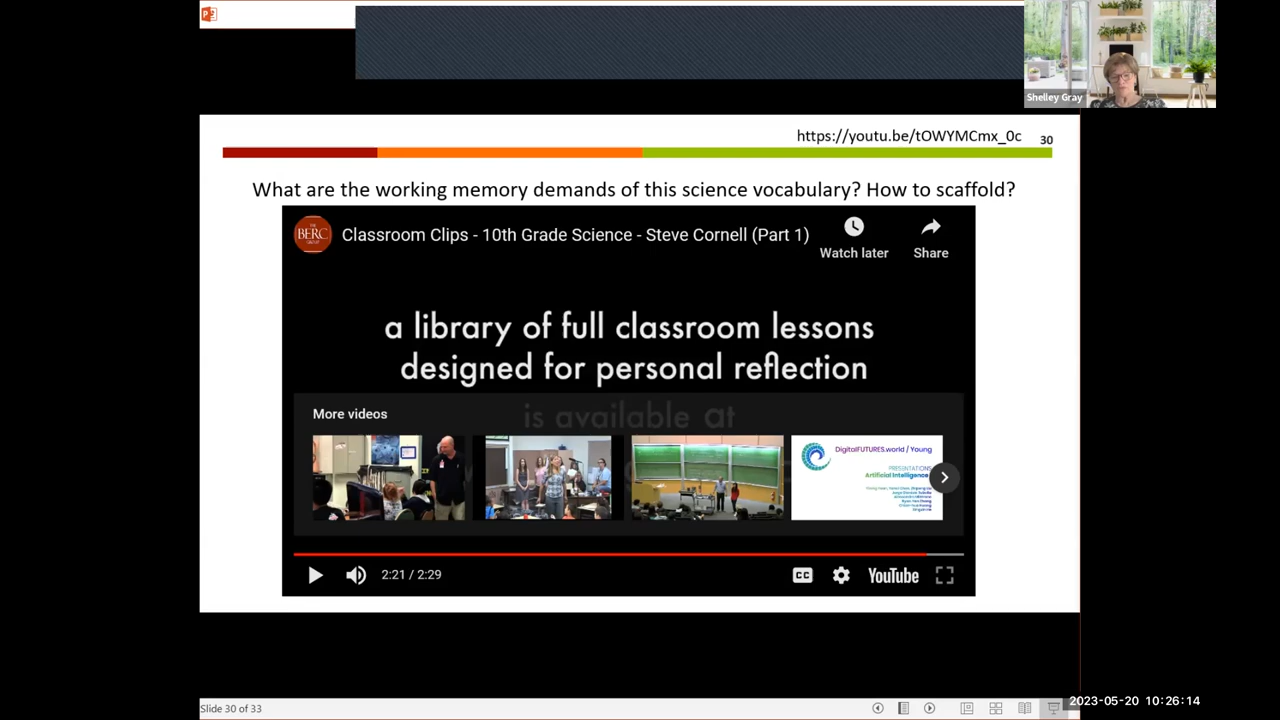 Shelley Gray
https://youtu.be/tOWYMCmx_0c
30
What are the working memory demands of this science vocabulary? How to scaffold?
THE BERC GROUP
Classroom Clips - 10th Grade Science - Steve Cornell (Part 1)
Watch later
Share
a library of full classroom lessons
designed for personal reflection
is available at
More videos
DigitalFUTURES.world / Young
PRESENTATIONS
Artificial Intelligence
2:21 / 2:29
CC
YouTube
Slide 30 of 33
2023-05-20 10:26:14